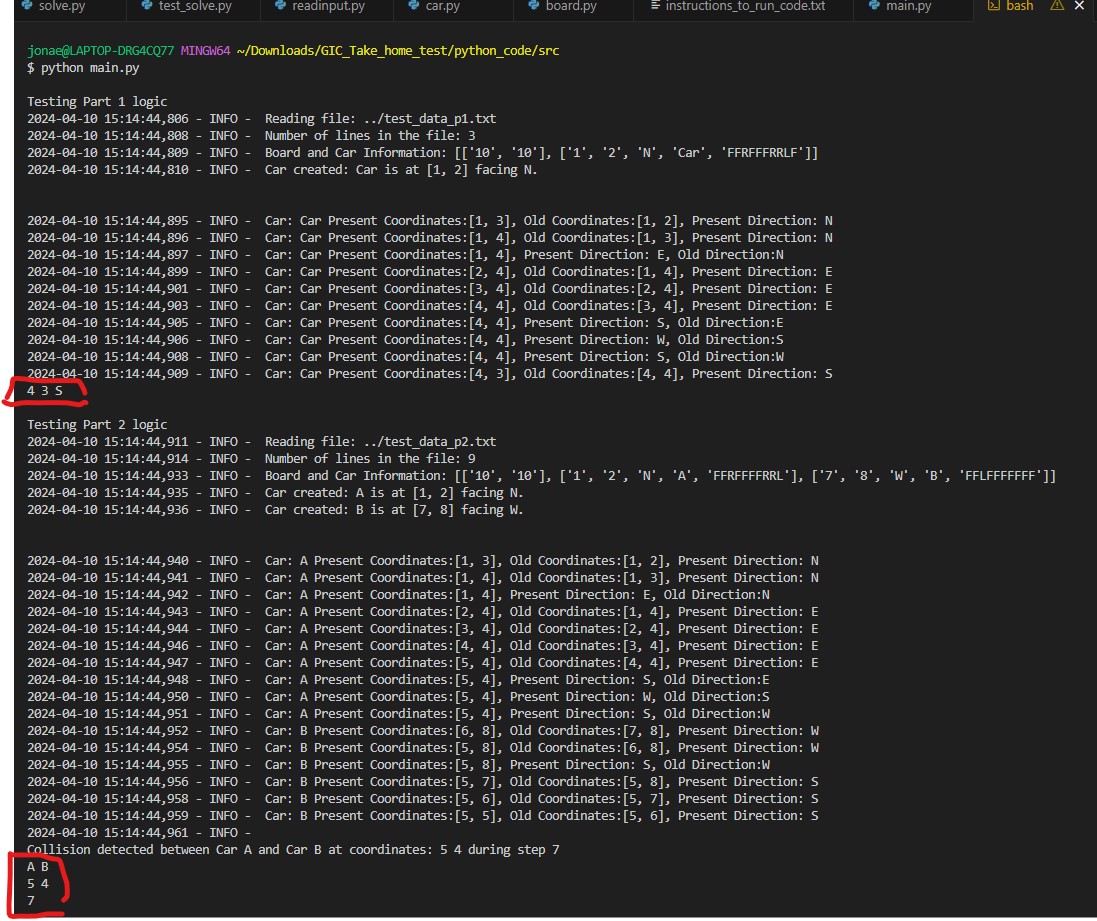 solve.py test_solve.py readinput.py car.py board.py instructions_to_run_code.txt main.py bash
jonae@LAPTOP-DRG4CQ77 MINGW64 ~/Downloads/GIC_Take_home_test/python_code/src
$ python main.py
Testing Part 1 logic
2024-04-10 15:14:44,806 - INFO - Reading file: ../test_data_p1.txt
2024-04-10 15:14:44,808 - INFO - Number of lines in the file: 3
2024-04-10 15:14:44,809 - INFO - Board and Car Information: [['10', '10'], ['1', '2', 'N', 'Car', 'FFRFFFRRLF']]
2024-04-10 15:14:44,810 - INFO - Car created: Car is at [1, 2] facing N.
2024-04-10 15:14:44,895 - INFO - Car: Car Present Coordinates:[1, 3], Old Coordinates:[1, 2], Present Direction: N
2024-04-10 15:14:44,896 - INFO - Car: Car Present Coordinates:[1, 4], Old Coordinates:[1, 3], Present Direction: N
2024-04-10 15:14:44,897 - INFO - Car: Car Present Coordinates:[1, 4], Present Direction: E, Old Direction:N
2024-04-10 15:14:44,899 - INFO - Car: Car Present Coordinates:[2, 4], Old Coordinates:[1, 4], Present Direction: E
2024-04-10 15:14:44,901 - INFO - Car: Car Present Coordinates:[3, 4], Old Coordinates:[2, 4], Present Direction: E
2024-04-10 15:14:44,903 - INFO - Car: Car Present Coordinates:[4, 4], Old Coordinates:[3, 4], Present Direction: E
2024-04-10 15:14:44,905 - INFO - Car: Car Present Coordinates:[4, 4], Present Direction: S, Old Direction:E
2024-04-10 15:14:44,906 - INFO - Car: Car Present Coordinates:[4, 4], Present Direction: W, Old Direction:S
2024-04-10 15:14:44,908 - INFO - Car: Car Present Coordinates:[4, 4], Present Direction: S, Old Direction:W
2024-04-10 15:14:44,909 - INFO - Car: Car Present Coordinates:[4, 3], Old Coordinates:[4, 4], Present Direction: S
4 3 S
Testing Part 2 logic
2024-04-10 15:14:44,911 - INFO - Reading file: ../test_data_p2.txt
2024-04-10 15:14:44,914 - INFO - Number of lines in the file: 9
2024-04-10 15:14:44,933 - INFO - Board and Car Information: [['10', '10'], ['1', '2', 'N', 'A', 'FFRFFFFRRL'], ['7', '8', 'W', 'B', 'FFLFFFFFFF']]
2024-04-10 15:14:44,935 - INFO - Car created: A is at [1, 2] facing N.
2024-04-10 15:14:44,936 - INFO - Car created: B is at [7, 8] facing W.
2024-04-10 15:14:44,940 - INFO - Car: A Present Coordinates:[1, 3], Old Coordinates:[1, 2], Present Direction: N
2024-04-10 15:14:44,941 - INFO - Car: A Present Coordinates:[1, 4], Old Coordinates:[1, 3], Present Direction: N
2024-04-10 15:14:44,942 - INFO - Car: A Present Coordinates:[1, 4], Present Direction: E, Old Direction:N
2024-04-10 15:14:44,943 - INFO - Car: A Present Coordinates:[2, 4], Old Coordinates:[1, 4], Present Direction: E
2024-04-10 15:14:44,944 - INFO - Car: A Present Coordinates:[3, 4], Old Coordinates:[2, 4], Present Direction: E
2024-04-10 15:14:44,946 - INFO - Car: A Present Coordinates:[4, 4], Old Coordinates:[3, 4], Present Direction: E
2024-04-10 15:14:44,947 - INFO - Car: A Present Coordinates:[5, 4], Old Coordinates:[4, 4], Present Direction: E
2024-04-10 15:14:44,948 - INFO - Car: A Present Coordinates:[5, 4], Present Direction: S, Old Direction:E
2024-04-10 15:14:44,950 - INFO - Car: A Present Coordinates:[5, 4], Present Direction: W, Old Direction:S
2024-04-10 15:14:44,951 - INFO - Car: A Present Coordinates:[5, 4], Present Direction: S, Old Direction:W
2024-04-10 15:14:44,952 - INFO - Car: B Present Coordinates:[6, 8], Old Coordinates:[7, 8], Present Direction: W
2024-04-10 15:14:44,954 - INFO - Car: B Present Coordinates:[5, 8], Old Coordinates:[6, 8], Present Direction: W
2024-04-10 15:14:44,955 - INFO - Car: B Present Coordinates:[5, 8], Present Direction: S, Old Direction:W
2024-04-10 15:14:44,956 - INFO - Car: B Present Coordinates:[5, 7], Old Coordinates:[5, 8], Present Direction: S
2024-04-10 15:14:44,958 - INFO - Car: B Present Coordinates:[5, 6], Old Coordinates:[5, 7], Present Direction: S
2024-04-10 15:14:44,959 - INFO - Car: B Present Coordinates:[5, 5], Old Coordinates:[5, 6], Present Direction: S
2024-04-10 15:14:44,961 - INFO -
Collision detected between Car A and Car B at coordinates: 5 4 during step 7
A B
5 4
7